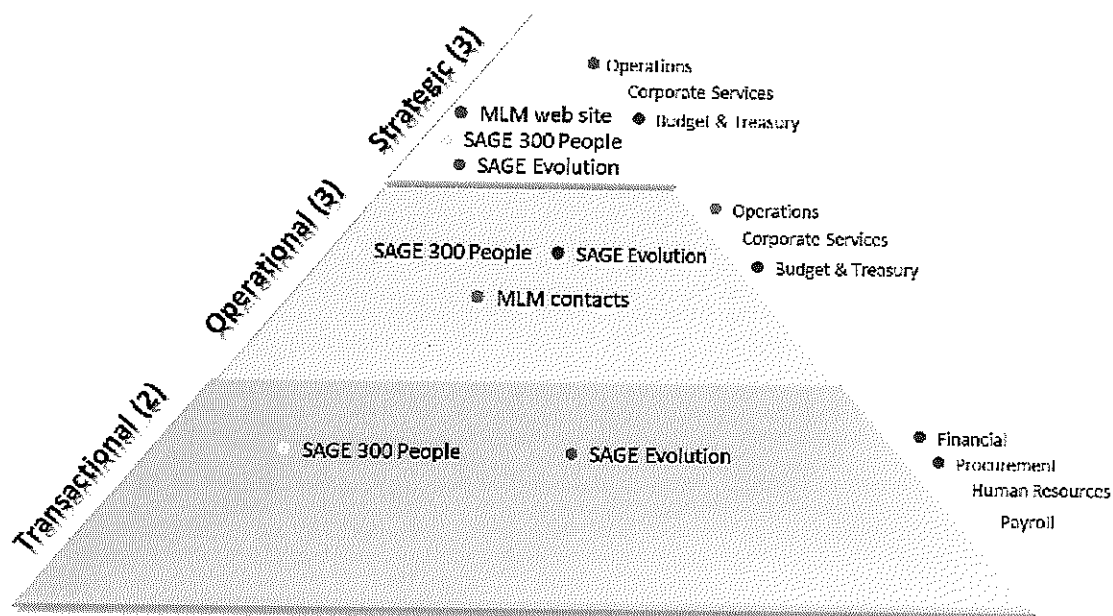 Strategic (3)
Operations
Corporate Services
MLM web site
Budget & Treasury
SAGE 300 People
SAGE Evolution
Operational (3)
Operations
Corporate Services
SAGE 300 People
SAGE Evolution
Budget & Treasury
MLM contacts
Transactional (2)
Financial
SAGE 300 People
SAGE Evolution
Procurement
Human Resources
Payroll